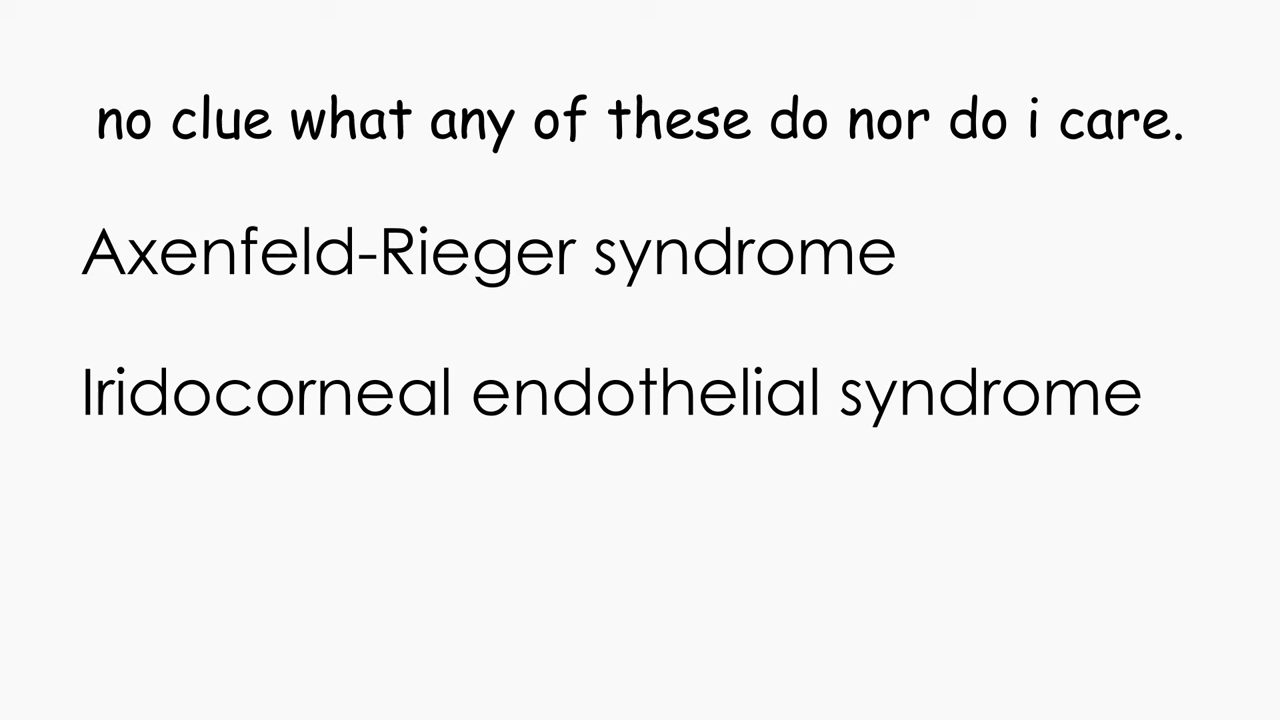 no clue what any of these do nor do i care.
Axenfeld-Rieger syndrome
Iridocorneal endothelial syndrome